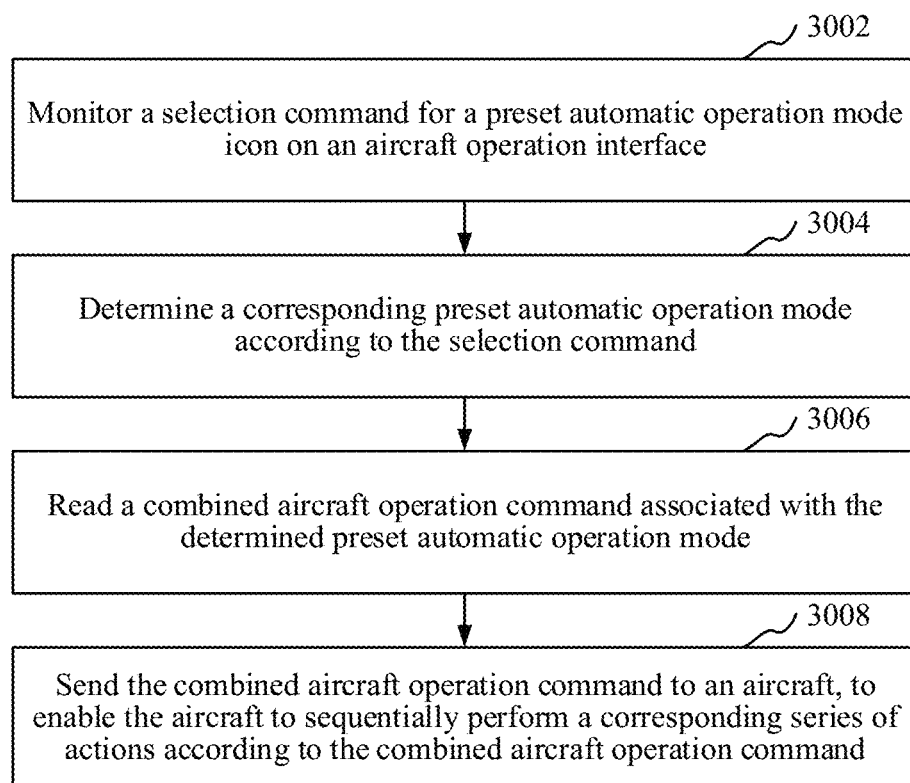 3002
Monitor a selection command for a preset automatic operation mode
icon on an aircraft operation interface
3004
Determine a corresponding preset automatic operation mode
according to the selection command
3006
Read a combined aircraft operation command associated with the
determined preset automatic operation mode
3008
Send the combined aircraft operation command to an aircraft, to
enable the aircraft to sequentially perform a corresponding series of
actions according to the combined aircraft operation command